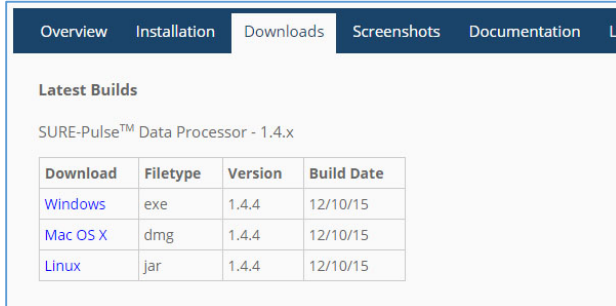 Overview Installation Downloads Screenshots Documentation
Latest Builds
SURE-Pulse™ Data Processor - 1.4.x
Download Filetype Version Build Date
Windows exe 1.4.4 12/10/15
Mac OS X dmg 1.4.4 12/10/15
Linux jar 1.4.4 12/10/15